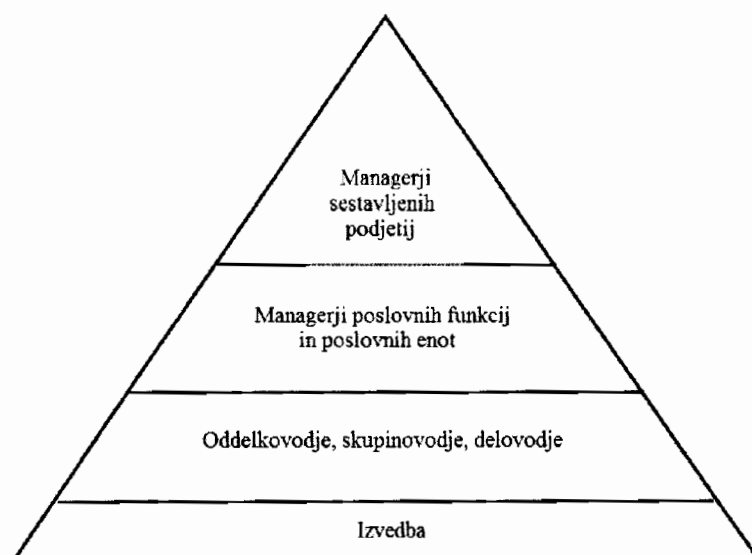 Managerji
sestavljenih
podjetij
Managerji poslovnih funkcij
in poslovnih enot
Oddelkovodje, skupinovodje, delovodje
Izvedba